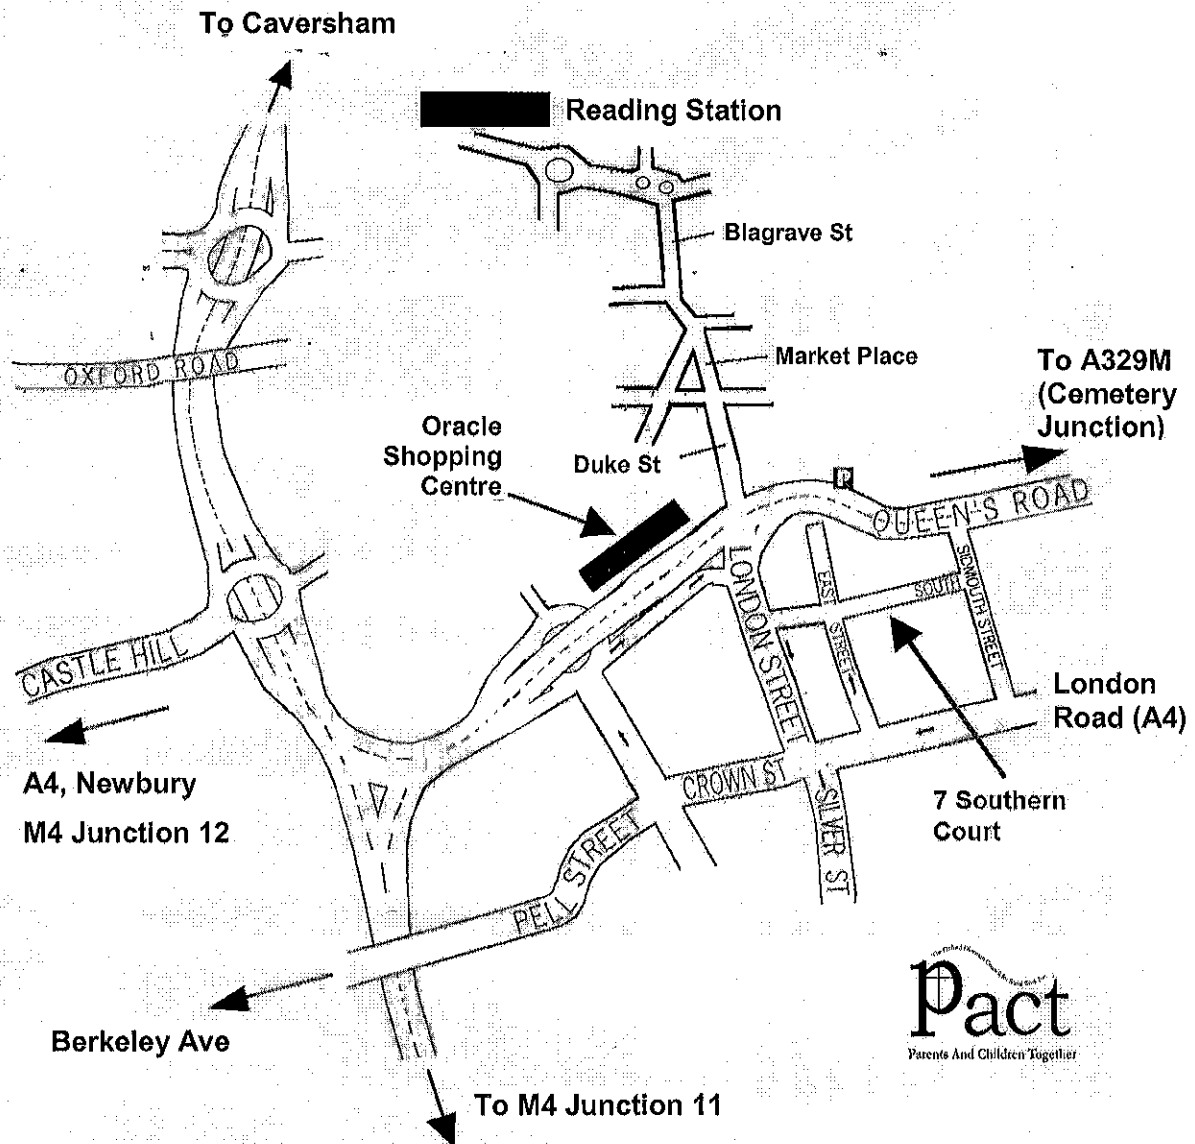 To Caversham
Reading Station
Blagrave St
Market Place
To A329M
(Cemetery
Junction)
OXFORD ROAD
Oracle
Shopping
Centre
Duke St
P
QUEEN'S ROAD
LONDON STREET
EAST
STREET
SOUTH
SIDMOUTH STREET
CASTLE HILL
London
Road (A4)
A4, Newbury
M4 Junction 12
CROWN ST
7 Southern
Court
SILVER ST
PELL STREET
Berkeley Ave
pact
Parents And Children Together
To M4 Junction 11